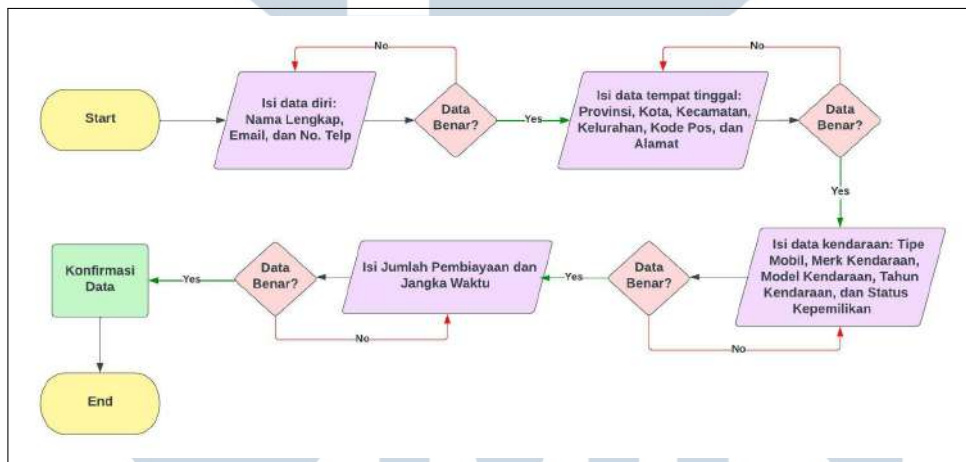 No
No
Start
Isi data diri:
Nama Lengkap,
Email, dan No. Telp
Data
Benar?
Yes
Isi data tempat tinggal:
Provinsi, Kota, Kecamatan,
Kelurahan, Kode Pos, dan
Alamat
Data
Benar?
Yes
Isi data kendaraan: Tipe
Mobil, Merk Kendaraan,
Model Kendaraan, Tahun
Kendaraan, dan Status
Kepemilikan
Data
Benar?
No
Yes
Isi Jumlah Pembiayaan dan
Jangka Waktu
Data
Benar?
No
Yes
Konfirmasi
Data
End